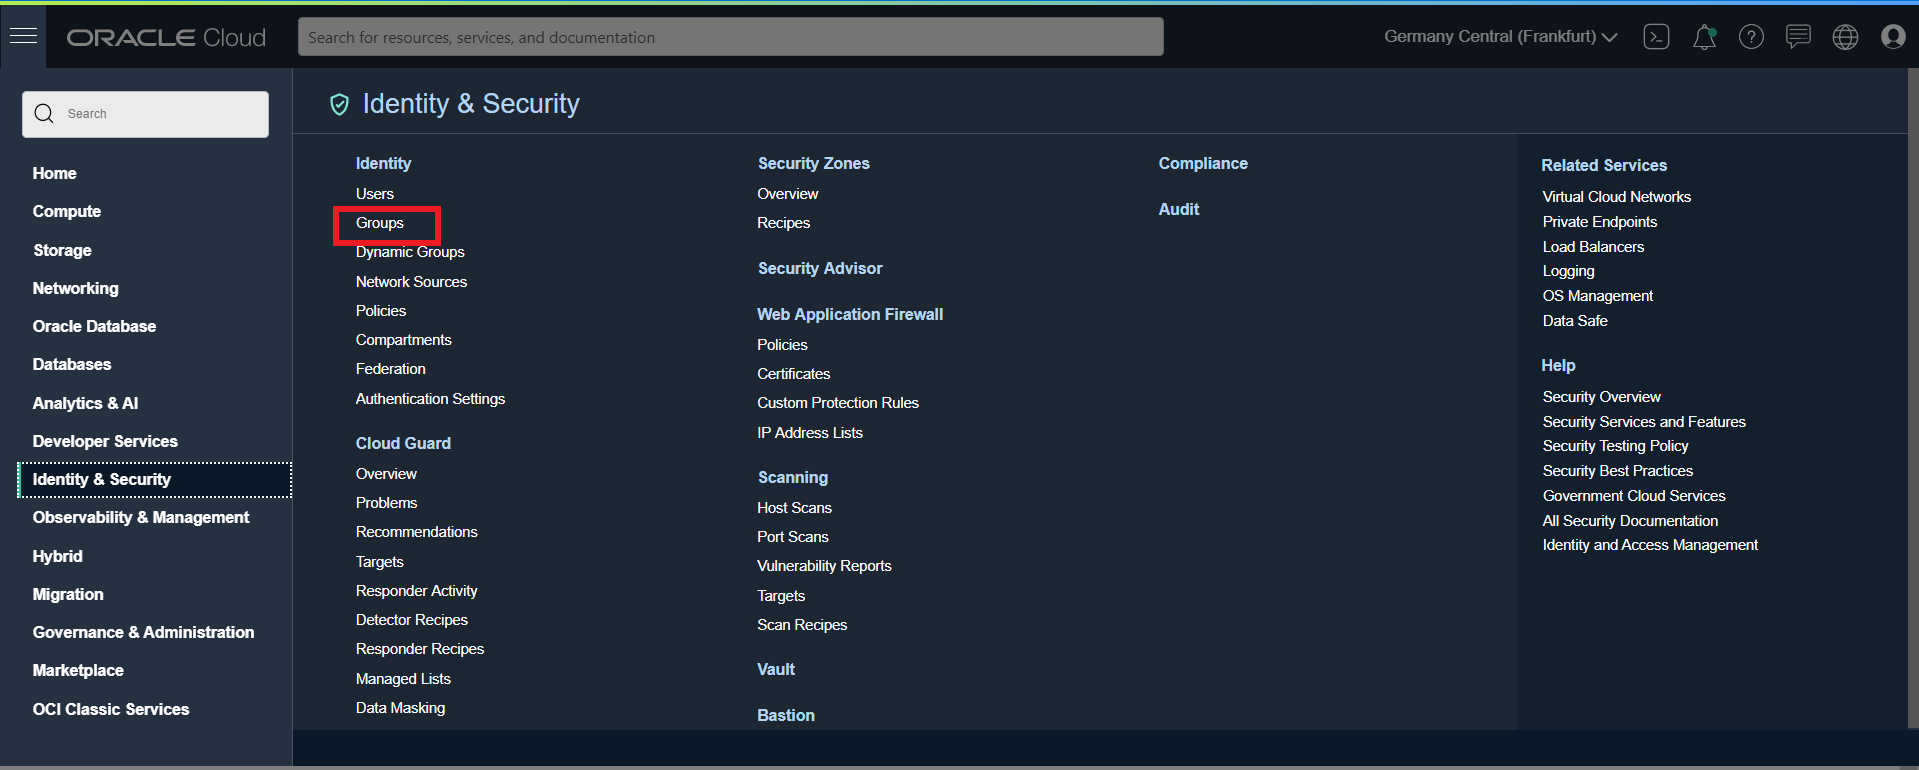 ORACLE Cloud
Search for resources, services, and documentation
Germany Central (Frankfurt)
Search
Home
Compute
Storage
Networking
Oracle Database
Databases
Analytics & AI
Developer Services
Identity & Security
Observability & Management
Hybrid
Migration
Governance & Administration
Marketplace
OCI Classic Services
Identity & Security
Identity
Users
Groups
Dynamic Groups
Network Sources
Policies
Compartments
Federation
Authentication Settings
Cloud Guard
Overview
Problems
Recommendations
Targets
Responder Activity
Detector Recipes
Responder Recipes
Managed Lists
Data Masking
Security Zones
Overview
Recipes
Security Advisor
Web Application Firewall
Policies
Certificates
Custom Protection Rules
IP Address Lists
Scanning
Host Scans
Port Scans
Vulnerability Reports
Targets
Scan Recipes
Vault
Bastion
Compliance
Audit
Related Services
Virtual Cloud Networks
Private Endpoints
Load Balancers
Logging
OS Management
Data Safe
Help
Security Overview
Security Services and Features
Security Testing Policy
Security Best Practices
Government Cloud Services
All Security Documentation
Identity and Access Management